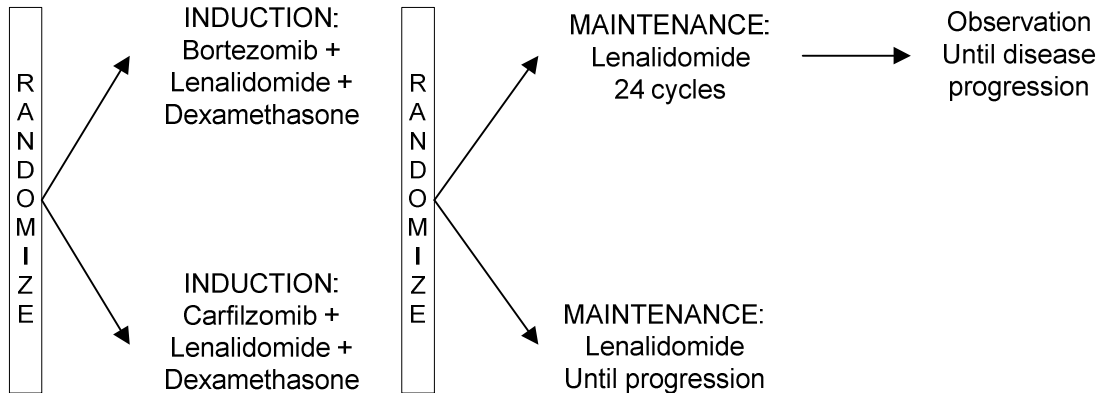 RANDOMIZE
INDUCTION:
Bortezomib +
Lenalidomide +
Dexamethasone
INDUCTION:
Carfilzomib +
Lenalidomide +
Dexamethasone
RANDOMIZE
MAINTENANCE:
Lenalidomide
24 cycles
Observation
Until disease
progression
MAINTENANCE:
Lenalidomide
Until progression